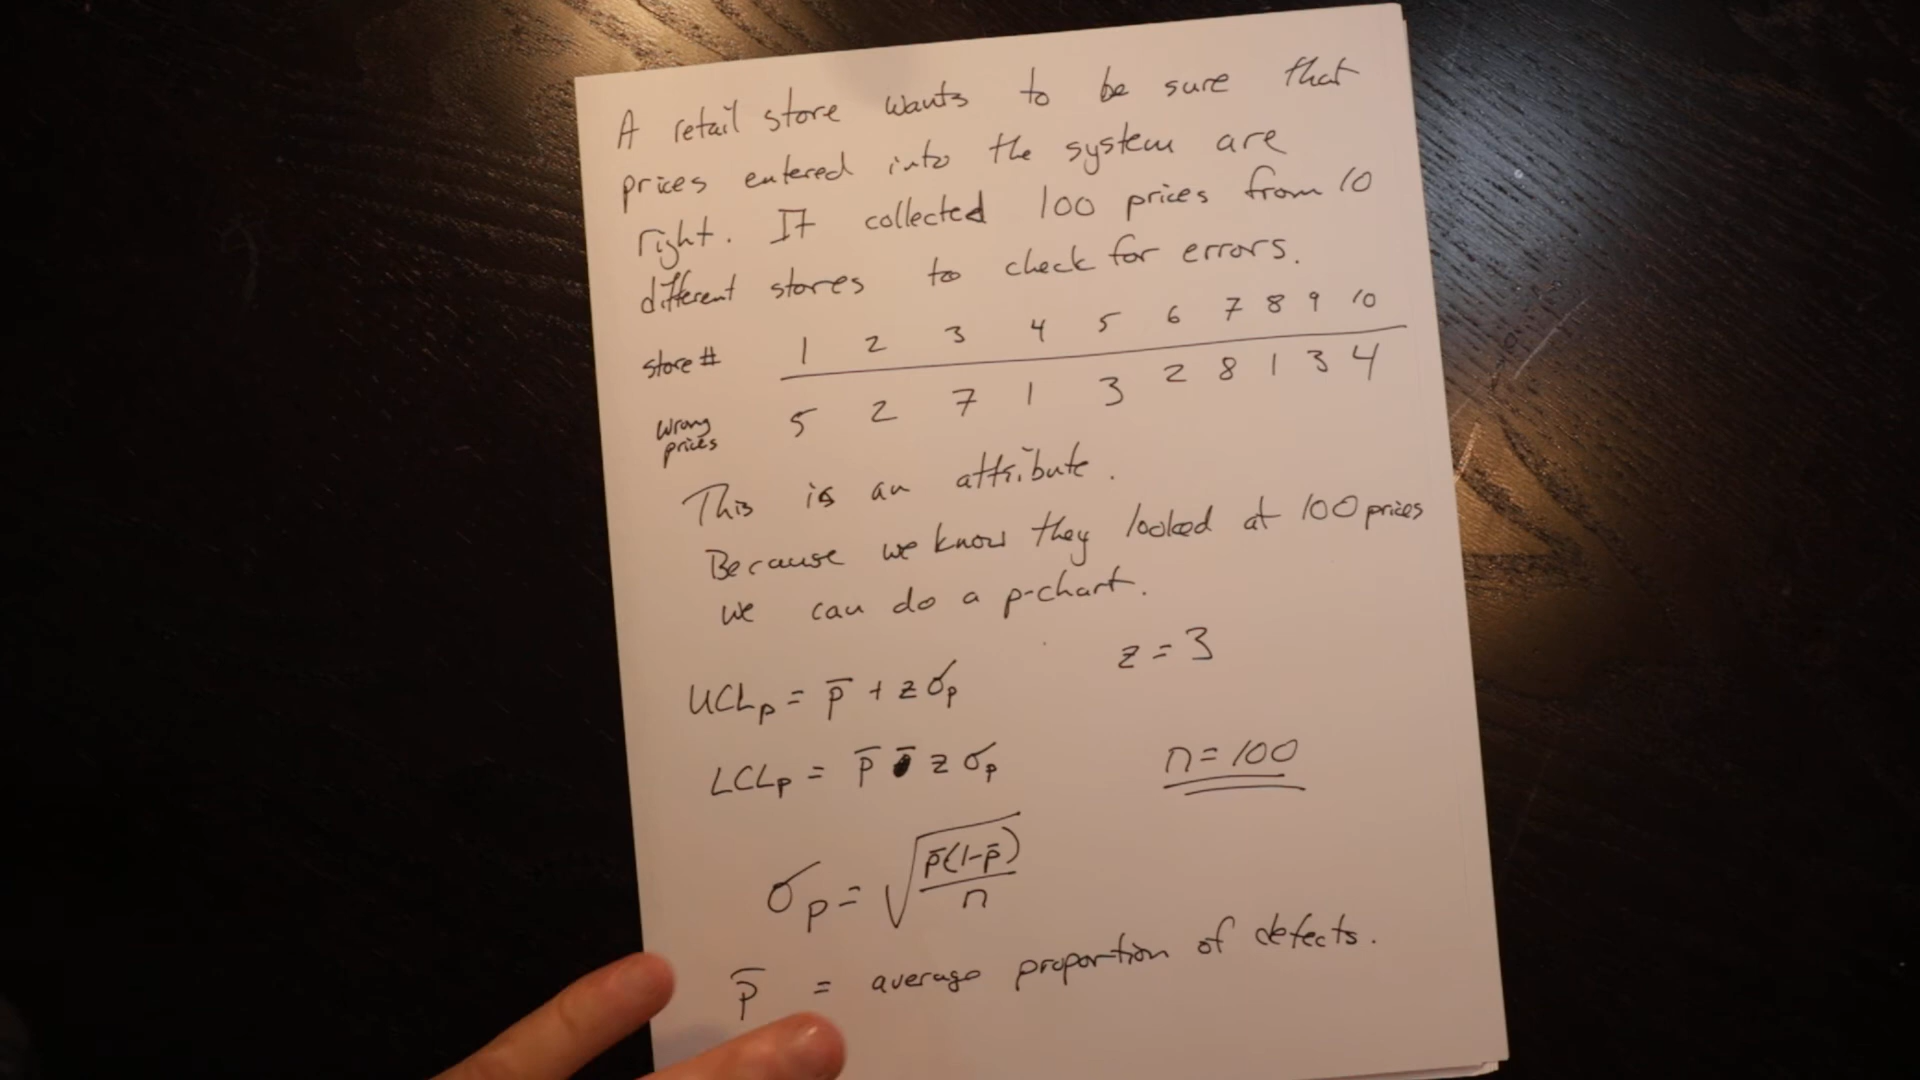 A retail store wants to be sure that
prices entered into the system are
right. It collected 100 prices from 10
different stores to check for errors.
store # 1 2 3 4 5 6 7 8 9 10
wrong prices 5 2 7 1 3 2 8 1 3 4
This is an attribute.
Because we know they looked at 100 prices
we can do a p-chart.
z = 3
UCLp = p̅ + zσp
LCLp = p̅ - zσp
n = 100
σp = √(p̅(1-p̅)/n)
p̅ = average proportion of defects.